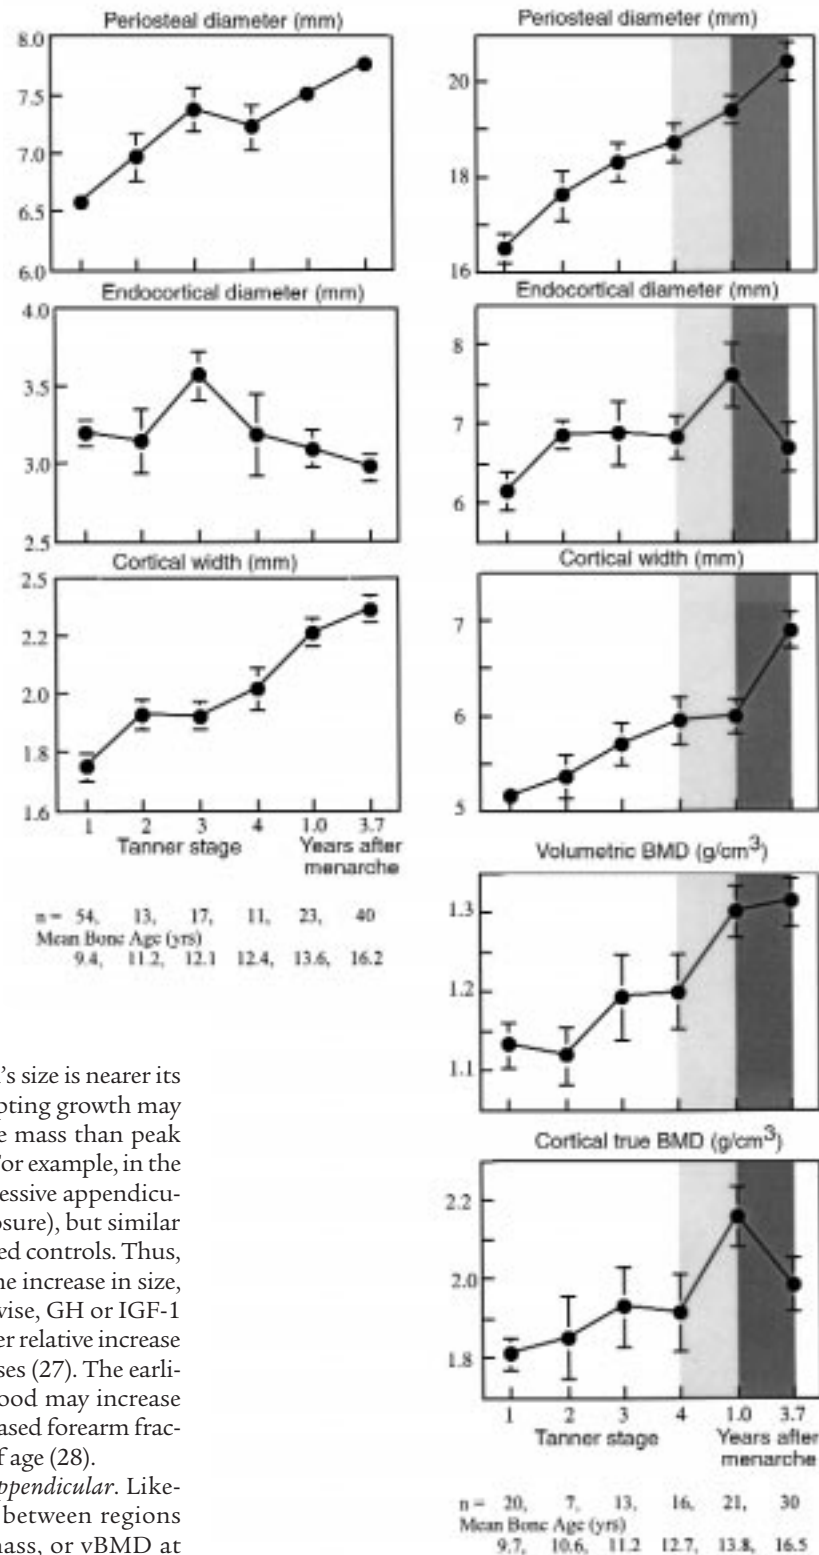 Periosteal diameter (mm)
8.0
7.5
7.0
6.5
6.0
Endocortical diameter (mm)
4.0
3.5
3.0
2.5
Cortical width (mm)
2.5
2.2
2.0
1.8
1.6
1 2 3 4 1.0 3.7
Tanner stage Years after
menarche
n = 54, 13, 17, 11, 23, 40
Mean Bone Age (yrs)
9.4, 11.2, 12.1 12.4, 13.6, 16.2
's size is nearer its
pting growth may
e mass than peak
or example, in the
essive appendicu-
osure), but similar
ed controls. Thus,
ne increase in size,
wise, GH or IGF-1
er relative increase
ses (27). The earli-
ood may increase
ased forearm frac-
f age (28).
ppendicular. Like-
between regions
mass, or vBMD at
Periosteal diameter (mm)
20
18
16
Endocortical diameter (mm)
8
7
6
Cortical width (mm)
7
6
5
Volumetric BMD (g/cm3)
1.3
1.2
1.1
Cortical true BMD (g/cm3)
2.2
2.0
1.8
1 2 3 4 1.0 3.7
Tanner stage Years after
menarche
n = 20, 7, 13, 16, 21, 30
Mean Bone Age (yrs)
9.7, 10.6, 11.2 12.7, 13.8, 16.5